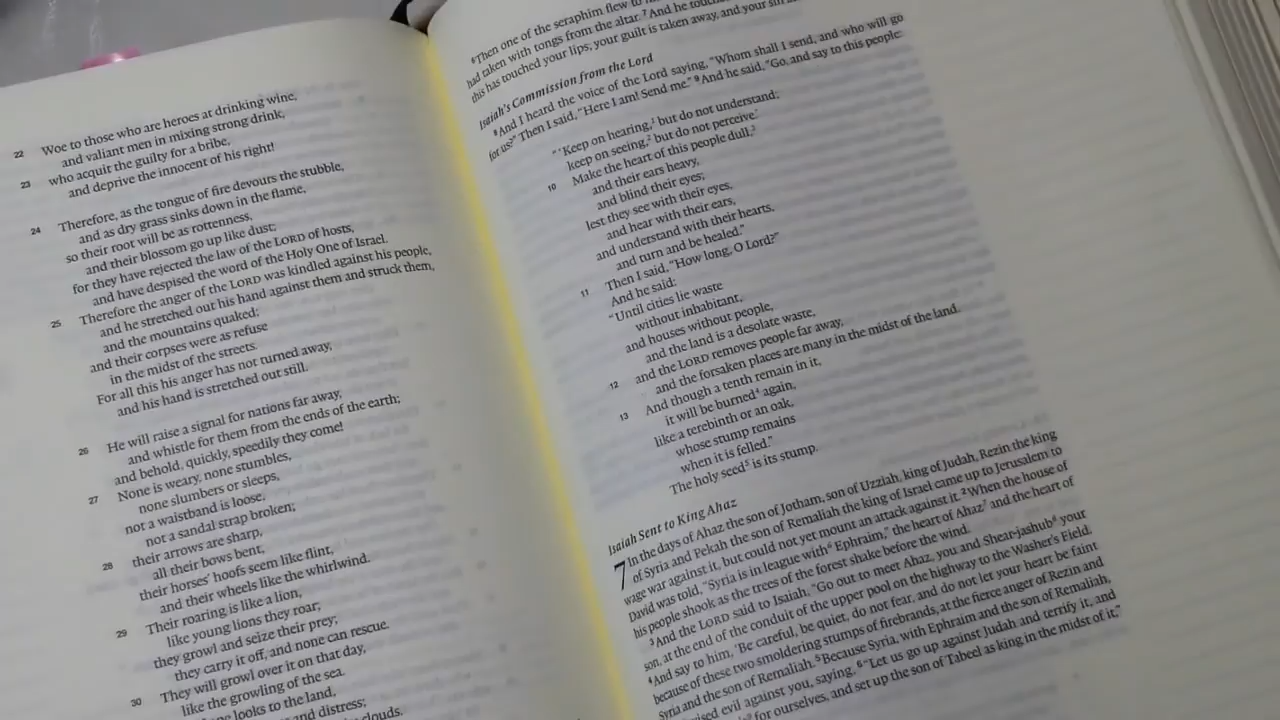 22 Woe to those who are heroes at drinking wine,
and valiant men in mixing strong drink,
23 who acquit the guilty for a bribe,
and deprive the innocent of his right!
24 Therefore, as the tongue of fire devours the stubble,
and as dry grass sinks down in the flame,
so their root will be as rottenness,
and their blossom go up like dust;
for they have rejected the law of the LORD of hosts,
and have despised the word of the Holy One of Israel.
25 Therefore the anger of the LORD was kindled against his people,
and he stretched out his hand against them and struck them,
and the mountains quaked;
and their corpses were as refuse
in the midst of the streets.
For all this his anger has not turned away,
and his hand is stretched out still.
26 He will raise a signal for nations far away,
and whistle for them from the ends of the earth;
and behold, quickly, speedily they come!
27 None is weary, none stumbles,
none slumbers or sleeps,
not a waistband is loose,
not a sandal strap broken;
28 their arrows are sharp,
all their bows bent,
their horses' hoofs seem like flint,
and their wheels like the whirlwind.
29 Their roaring is like a lion,
like young lions they roar;
they growl and seize their prey;
they carry it off, and none can rescue.
30 They will growl over it on that day,
like the growling of the sea.
looks to the land,
and distress;
clouds.
6 Then one of the seraphim flew to
had taken with tongs from the altar. 7 And he touched
this has touched your lips; your guilt is taken away, and your sin
Isaiah's Commission from the Lord
8 And I heard the voice of the Lord saying, "Whom shall I send, and who will go
for us?" Then I said, "Here I am! Send me." 9 And he said, "Go, and say to this people:
"'Keep on hearing,1 but do not understand;
keep on seeing,2 but do not perceive.'
10 Make the heart of this people dull,3
and their ears heavy,
and blind their eyes;
lest they see with their eyes,
and hear with their ears,
and understand with their hearts,
and turn and be healed."
11 Then I said, "How long, O Lord?"
And he said:
"Until cities lie waste
without inhabitant,
and houses without people,
and the land is a desolate waste,
12 and the LORD removes people far away,
and the forsaken places are many in the midst of the land.
13 And though a tenth remain in it,
it will be burned4 again,
like a terebinth or an oak,
whose stump remains
when it is felled."
The holy seed5 is its stump.
Isaiah Sent to King Ahaz
7 In the days of Ahaz the son of Jotham, son of Uzziah, king of Judah, Rezin the king
of Syria and Pekah the son of Remaliah the king of Israel came up to Jerusalem to
wage war against it, but could not yet mount an attack against it. 2 When the house of
David was told, "Syria is in league with6 Ephraim," the heart of Ahaz7 and the heart of
his people shook as the trees of the forest shake before the wind.
3 And the LORD said to Isaiah, "Go out to meet Ahaz, you and Shear-jashub8 your
son, at the end of the conduit of the upper pool on the highway to the Washer's Field.
4 And say to him, 'Be careful, be quiet, do not fear, and do not let your heart be faint
because of these two smoldering stumps of firebrands, at the fierce anger of Rezin and
Syria and the son of Remaliah. 5 Because Syria, with Ephraim and the son of Remaliah,
evil against you, saying, 6 "Let us go up against Judah and terrify it, and
for ourselves, and set up the son of Tabeel as king in the midst of it,"